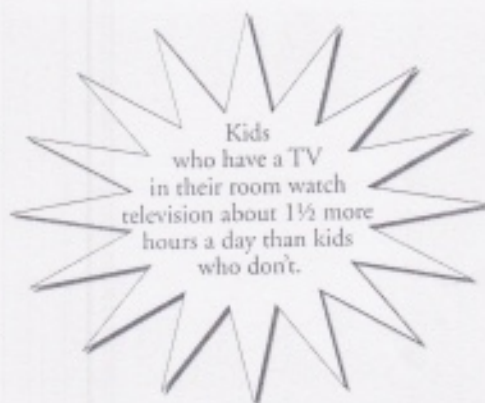 Kids
who have a TV
in their room watch
television about 1½ more
hours a day than kids
who don't.